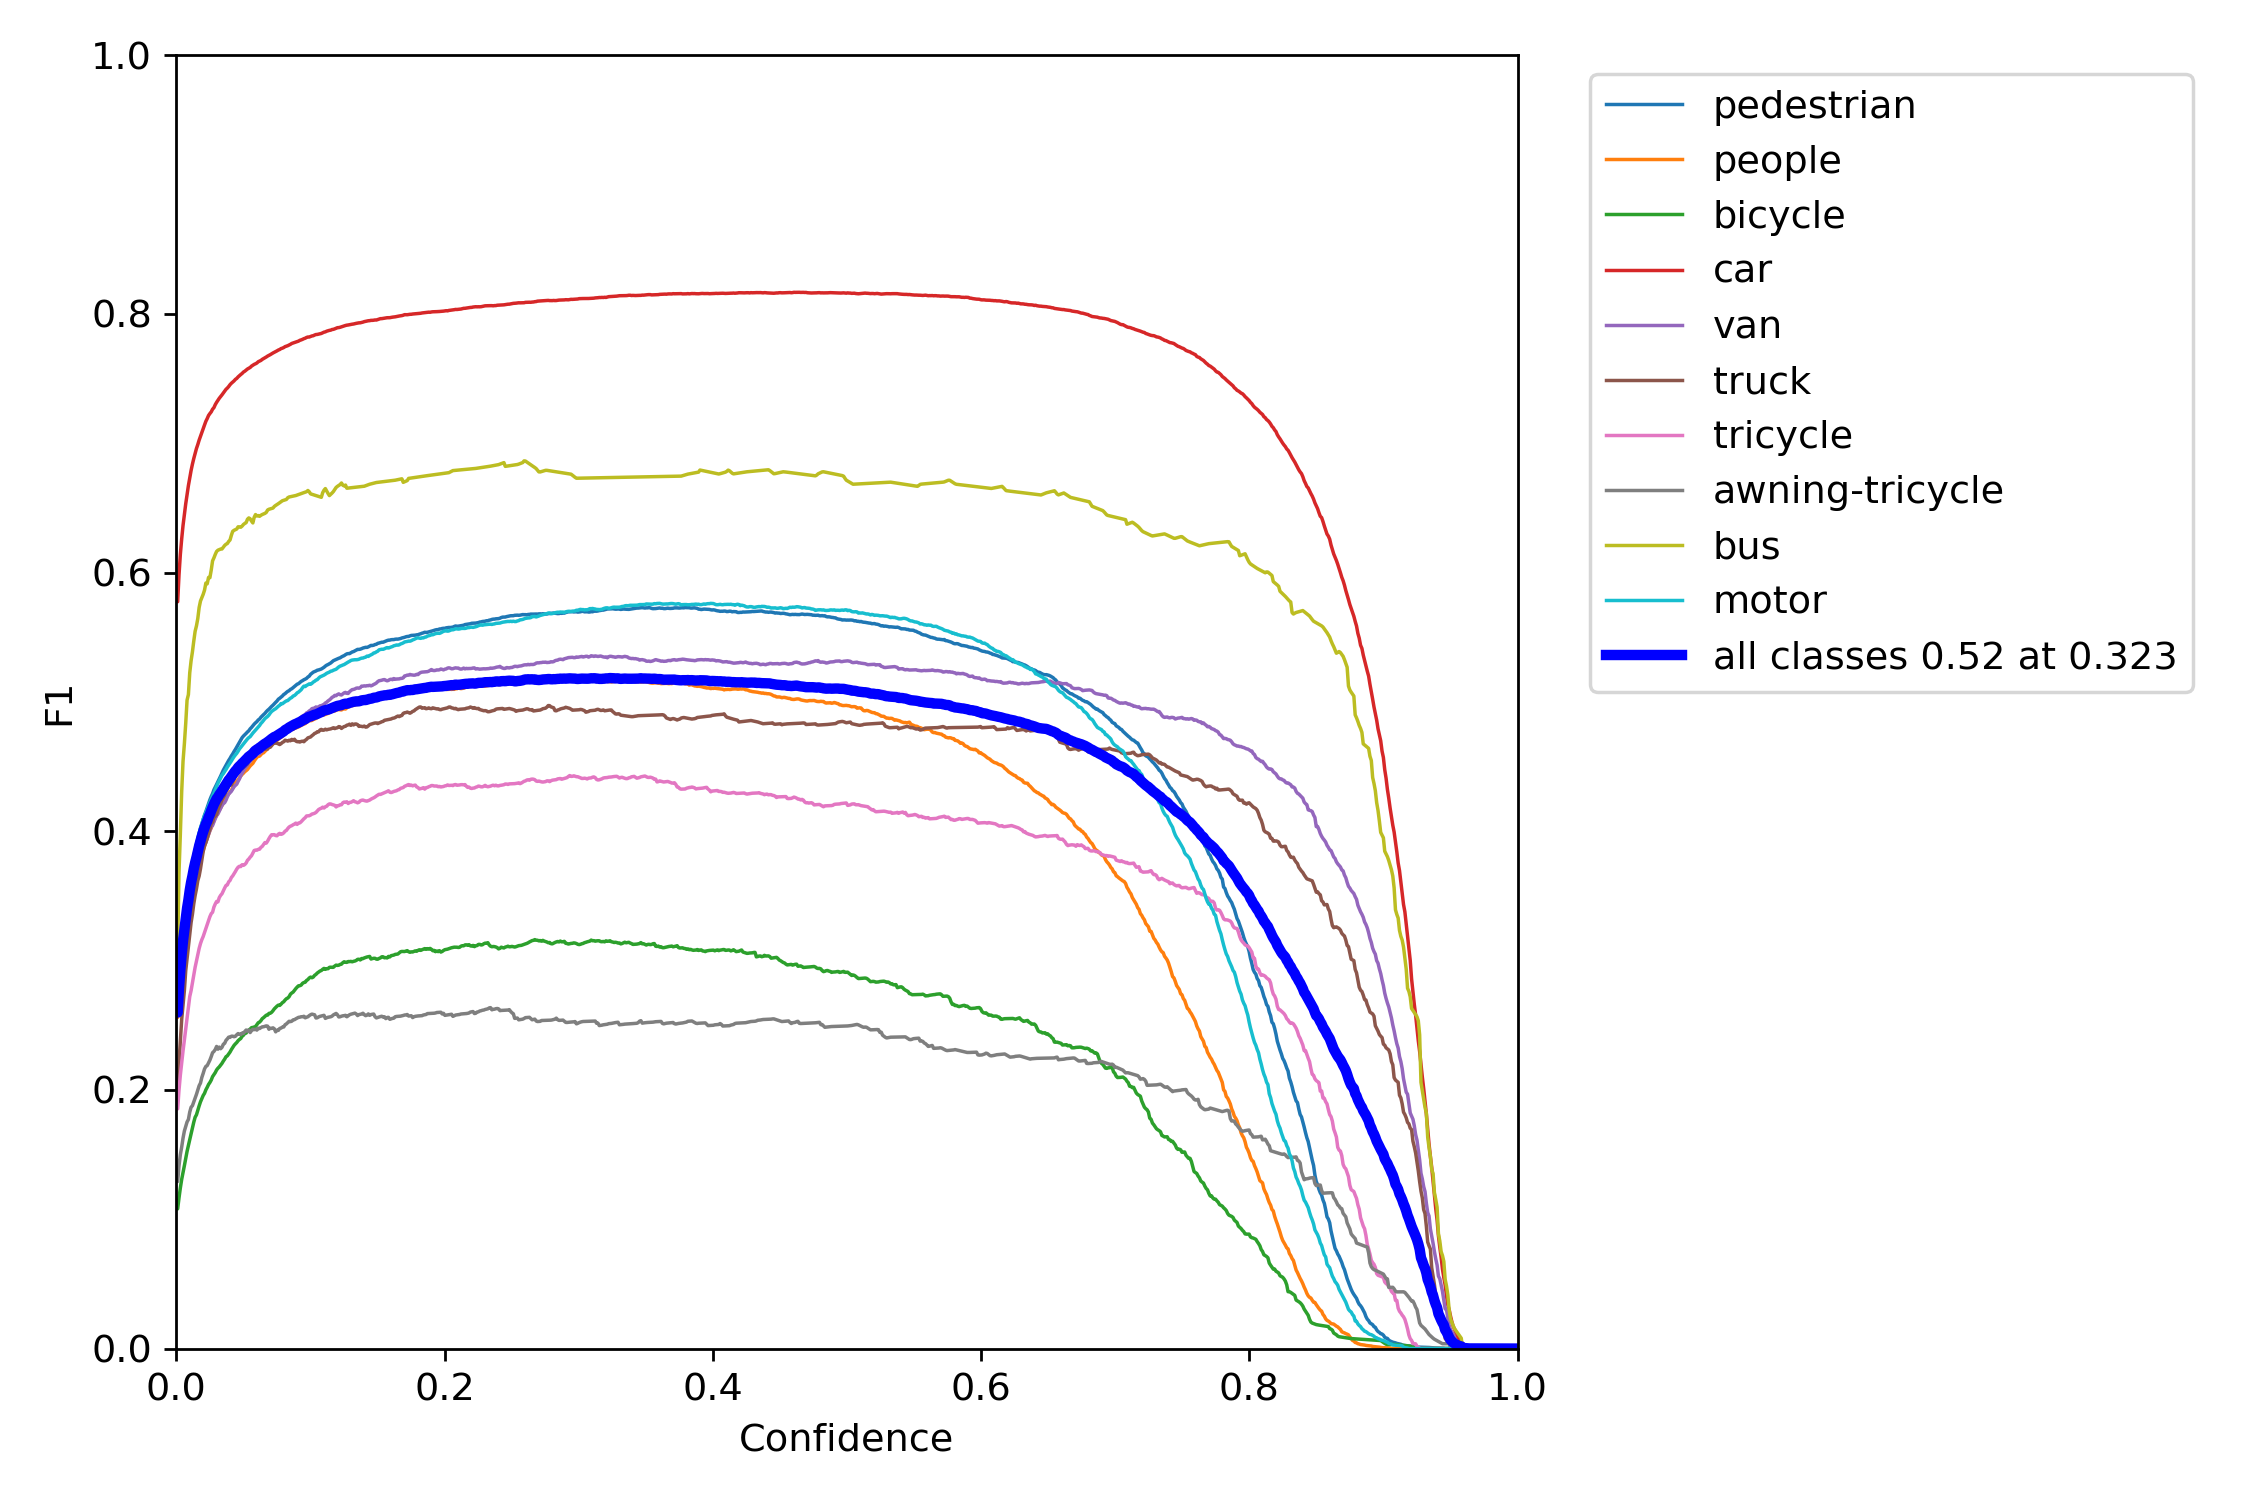 1.0
0.8
0.6
0.4
0.2
0.0
F1
0.0 0.2 0.4 0.6 0.8 1.0
Confidence
pedestrian
people
bicycle
car
van
truck
tricycle
awning-tricycle
bus
motor
all classes 0.52 at 0.323